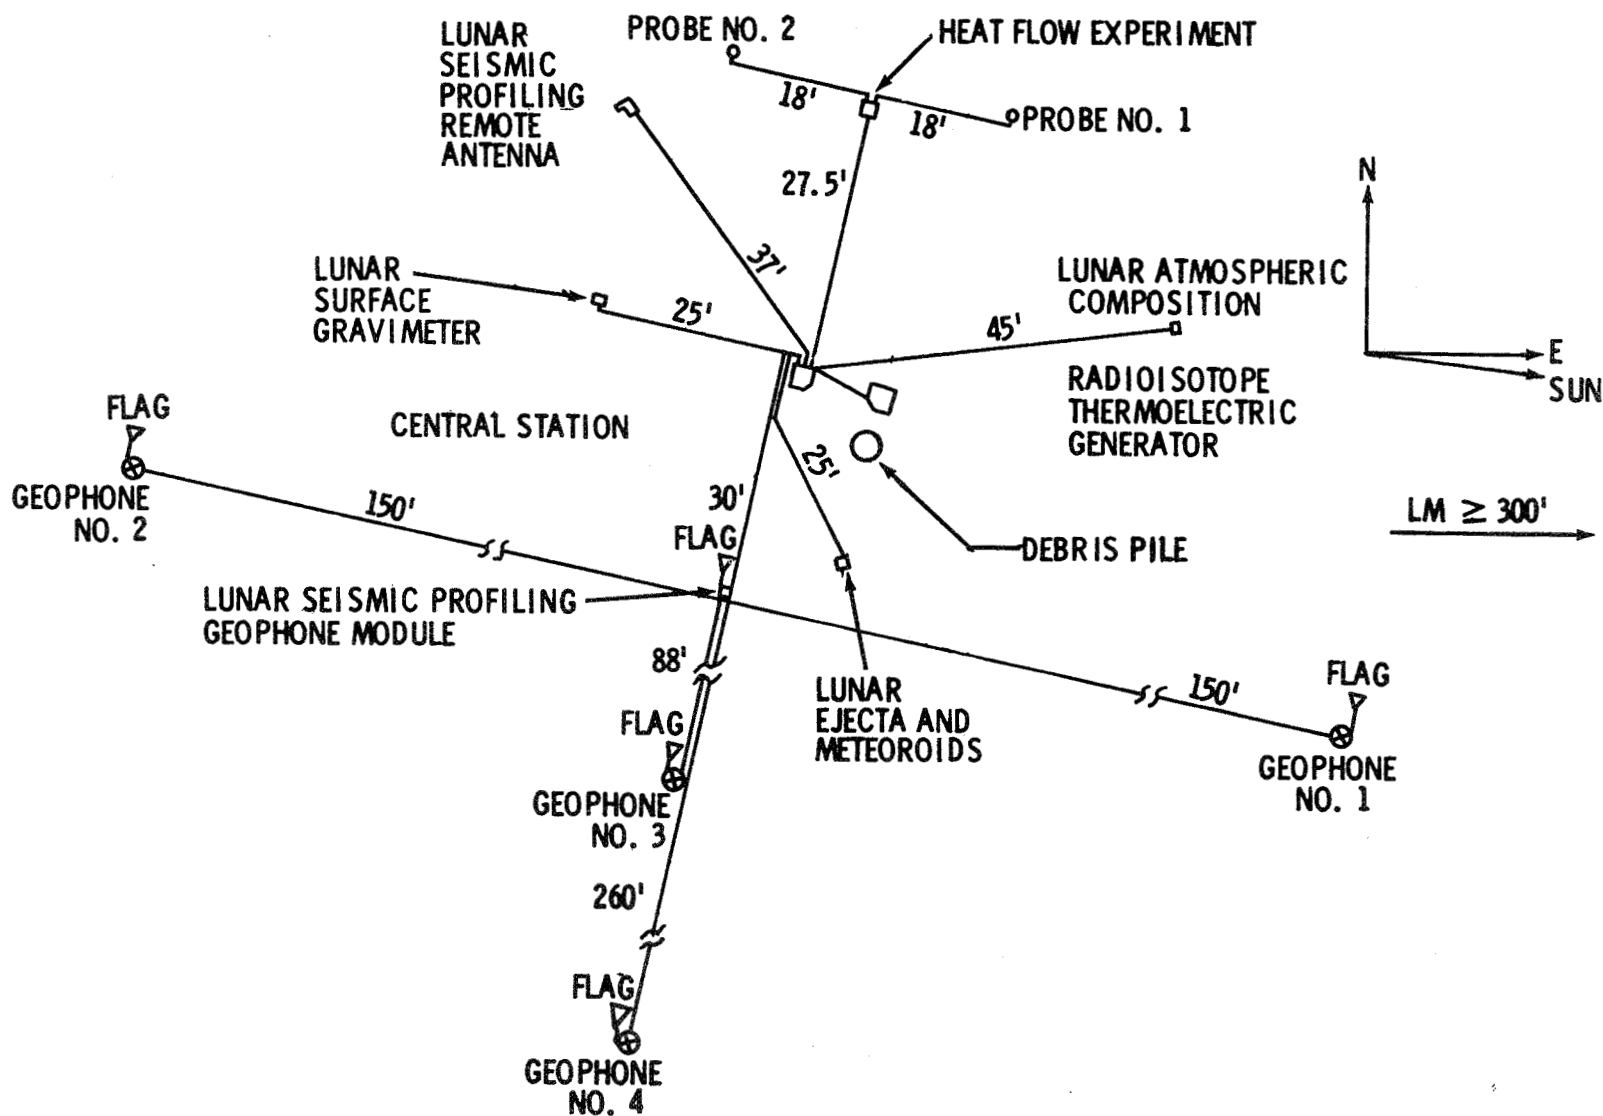 LUNAR
SEISMIC
PROFILING
REMOTE
ANTENNA
PROBE NO. 2
HEAT FLOW EXPERIMENT
18'
18'
PROBE NO. 1
27.5'
N
37'
LUNAR
SURFACE
GRAVIMETER
25'
LUNAR ATMOSPHERIC
COMPOSITION
45'
E
SUN
RADIOISOTOPE
THERMOELECTRIC
GENERATOR
FLAG
CENTRAL STATION
GEOPHONE
NO. 2
150'
25'
30'
FLAG
LM ≥ 300'
DEBRIS PILE
LUNAR SEISMIC PROFILING
GEOPHONE MODULE
88'
LUNAR
EJECTA AND
METEOROIDS
150'
FLAG
GEOPHONE
NO. 1
FLAG
GEOPHONE
NO. 3
260'
FLAG
GEOPHONE
NO. 4